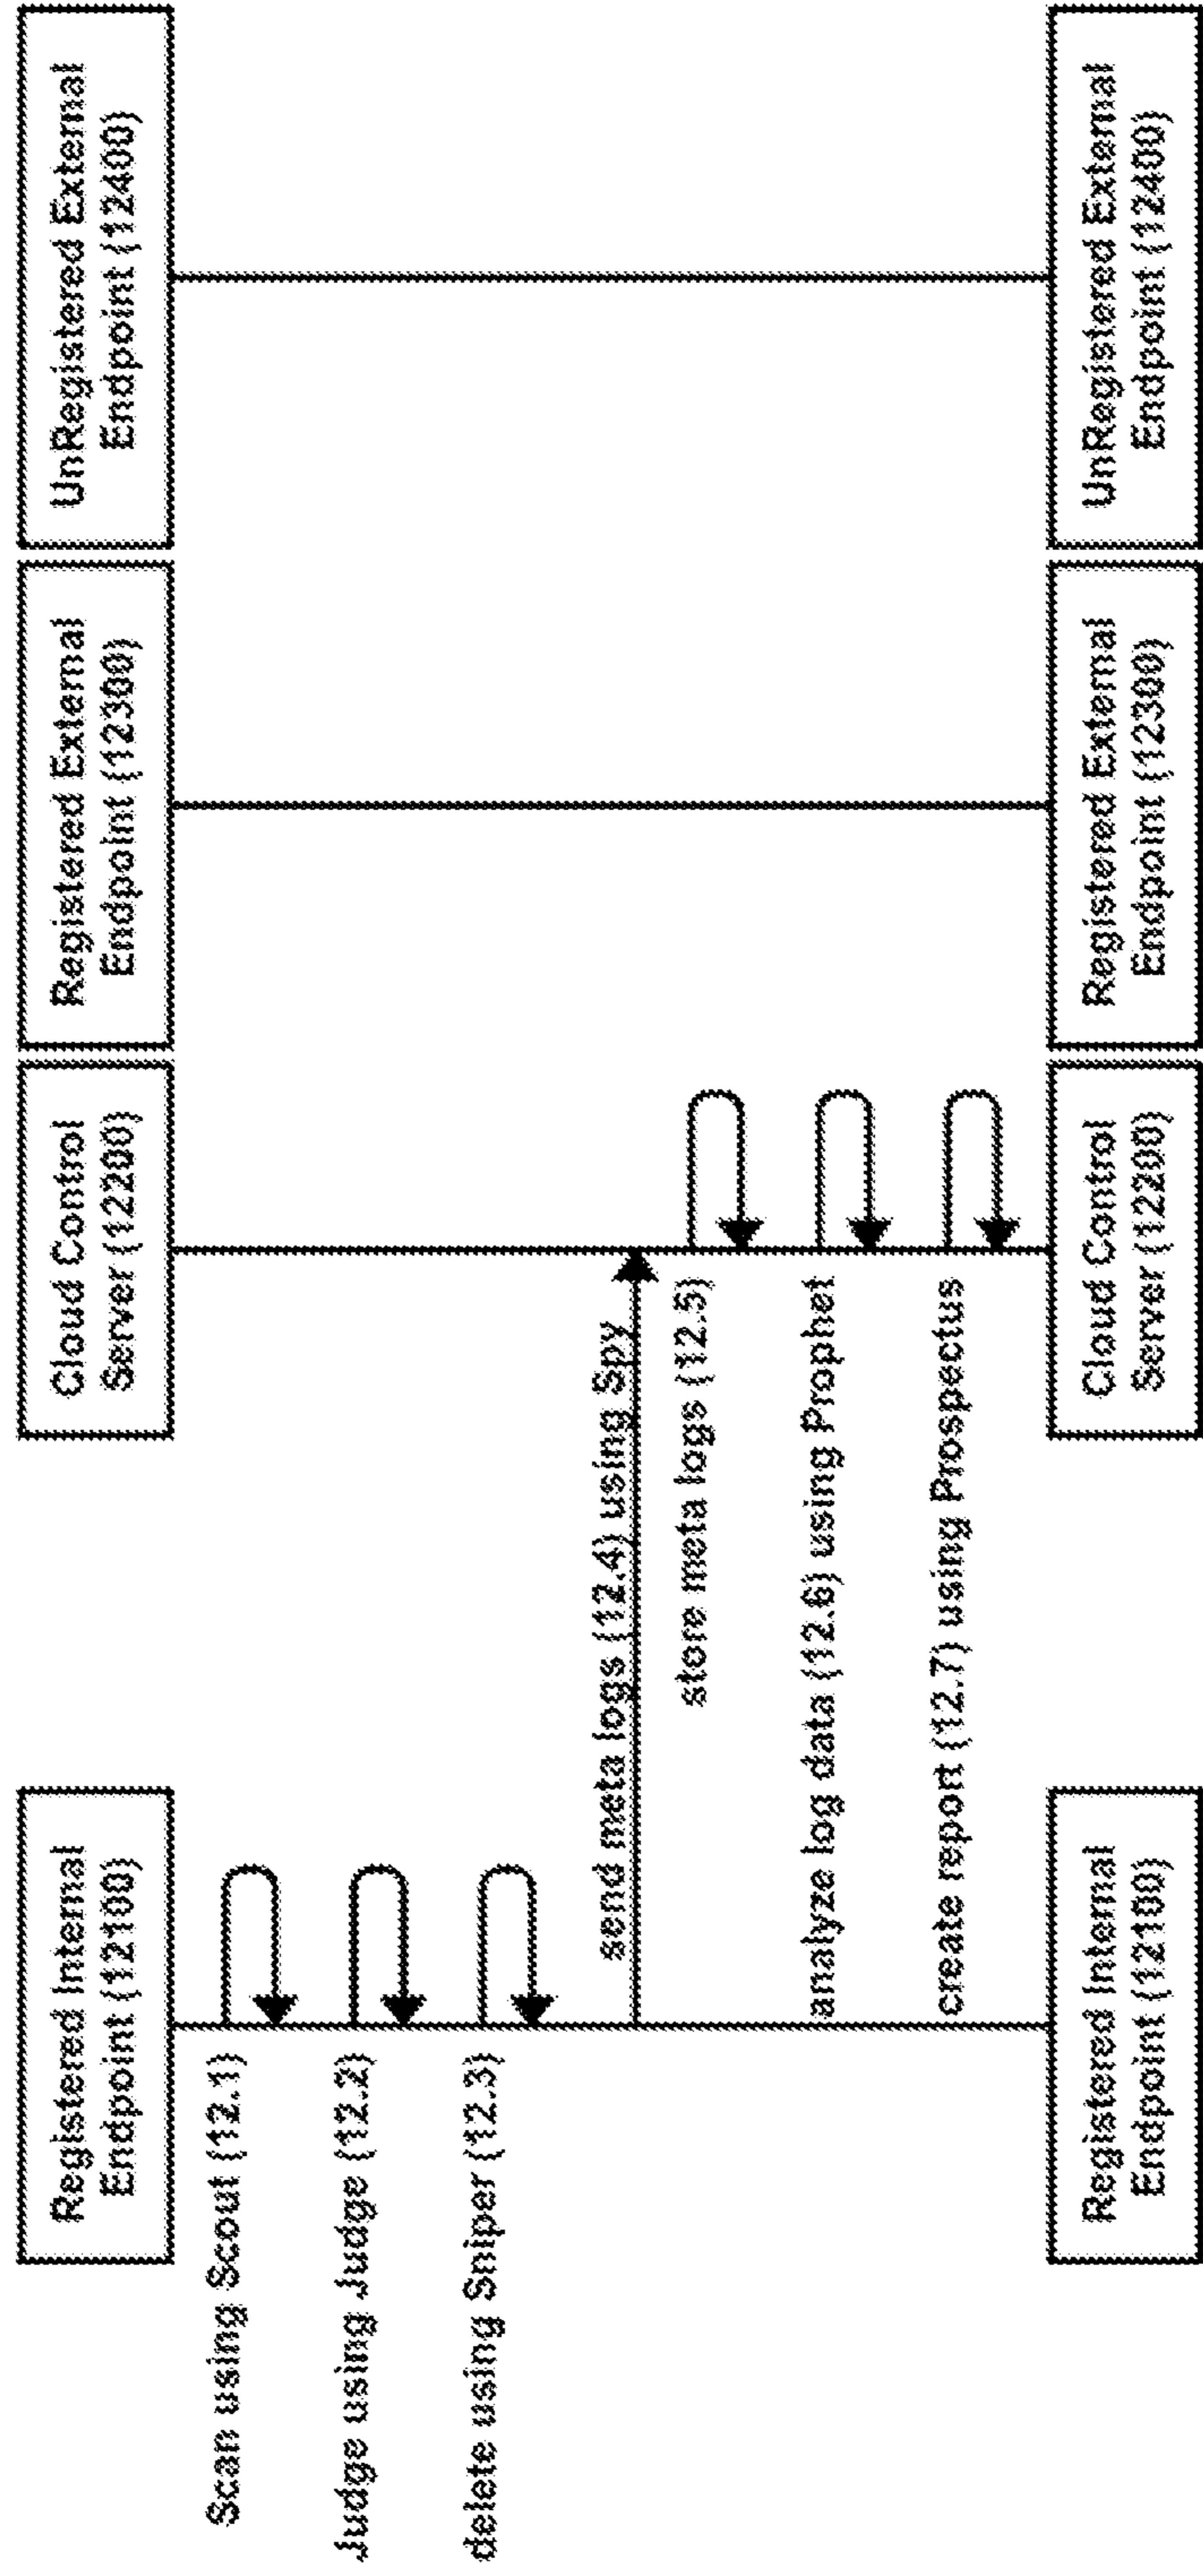 Registered Internal
Endpoint (12100)
Cloud Control
Server (12200)
Registered External
Endpoint (12300)
UnRegistered External
Endpoint (12400)
Scan using Scout (12.1)
Judge using Judge (12.2)
delete using Sniper (12.3)
send meta logs (12.4) using Spy
store meta logs (12.5)
analyze log data (12.6) using Prophet
create report (12.7) using Prospectus
Registered Internal
Endpoint (12100)
Cloud Control
Server (12200)
Registered External
Endpoint (12300)
UnRegistered External
Endpoint (12400)